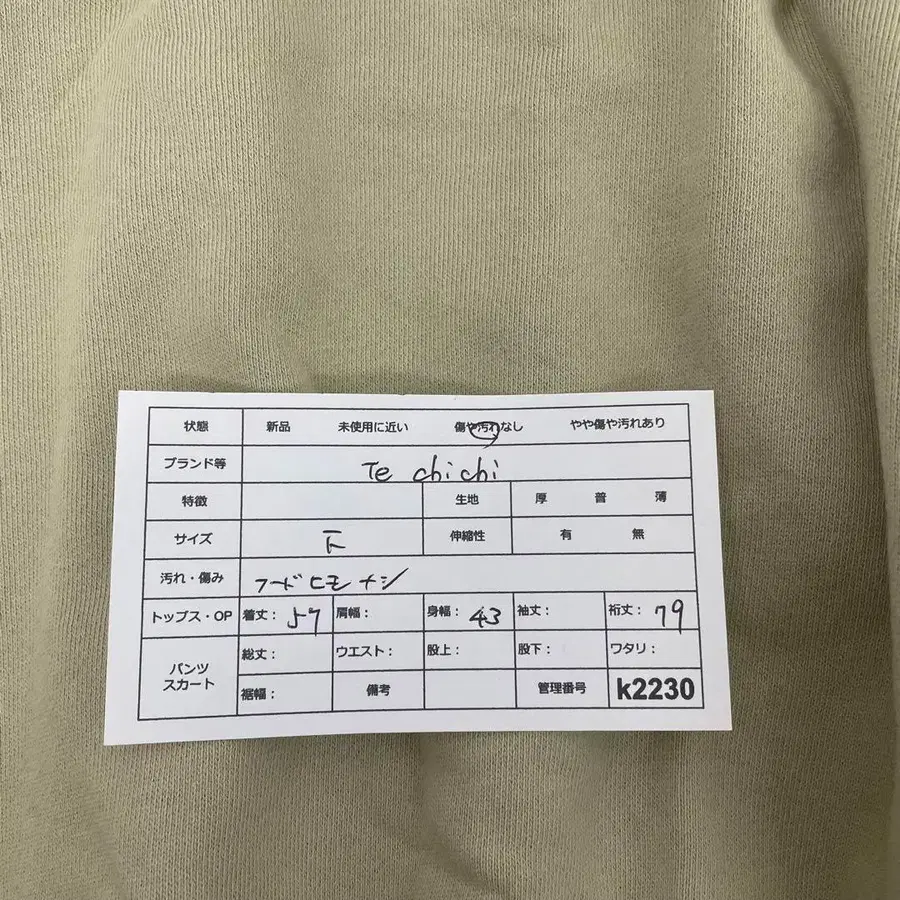 状態 新品 未使用に近い 傷や汚れなし やや傷や汚れあり
ブランド等 Te chichi
特徴 生地 厚 普 薄
サイズ 下 伸縮性 有 無
汚れ・傷み フードヒモナシ
トップス・OP 着丈： 57 肩幅： 身幅： 43 袖丈： 裄丈： 79
パンツ スカート 総丈： ウエスト： 股上： 股下： ワタリ：
裾幅： 備考 管理番号 k2230